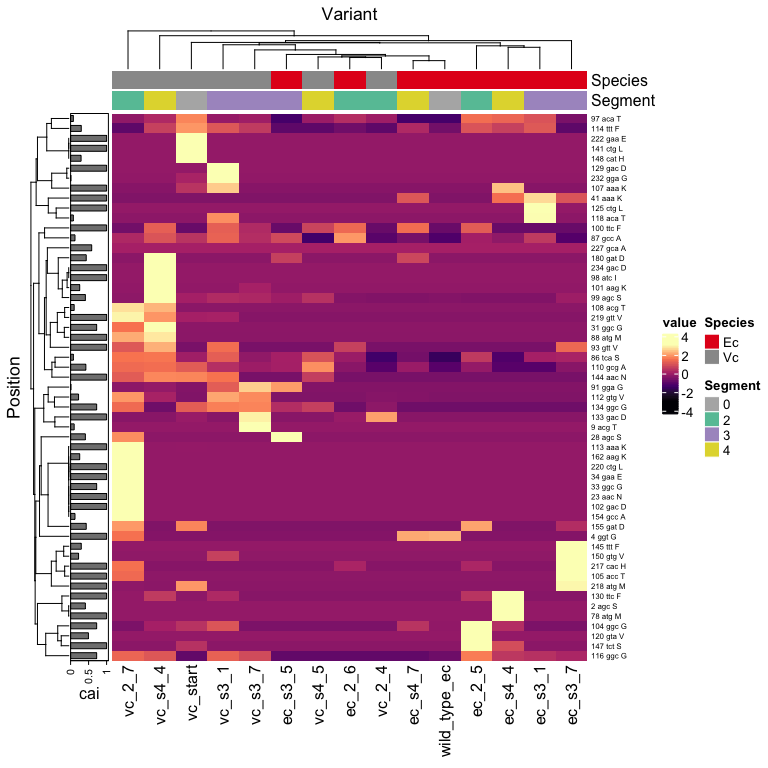 Variant
Species
Segment
97 aca T
114 ttt F
222 gaa E
141 ctg L
148 cat H
129 gac D
232 gga G
107 aaa K
41 aaa K
125 ctg L
118 aca T
100 ttc F
87 gcc A
227 gca A
180 gat D
234 gac D
98 atc I
101 aag K
99 agc S
108 acg T
219 gtt V
31 ggc G
88 atg M
93 gtt V
86 tca S
110 gcg A
144 aac N
91 gga G
112 gtg V
134 ggc G
133 gac D
9 acg T
28 agc S
113 aaa K
162 aag K
220 ctg L
34 gaa E
33 ggc G
23 aac N
102 gac D
154 gcc A
155 gat D
4 ggt G
145 ttt F
150 gtg V
217 cac H
105 acc T
218 atg M
130 ttc F
2 agc S
78 atg M
104 ggc G
120 gta V
147 tct S
116 ggc G
Position
0 0.5 1
cai
vc_2_7
vc_s4_4
vc_start
vc_s3_1
vc_s3_7
ec_s3_5
vc_s4_5
ec_2_6
vc_2_4
ec_s4_7
wild_type_ec
ec_2_5
ec_s4_4
ec_s3_1
ec_s3_7
value
4
2
0
-2
-4
Species
Ec
Vc
Segment
0
2
3
4